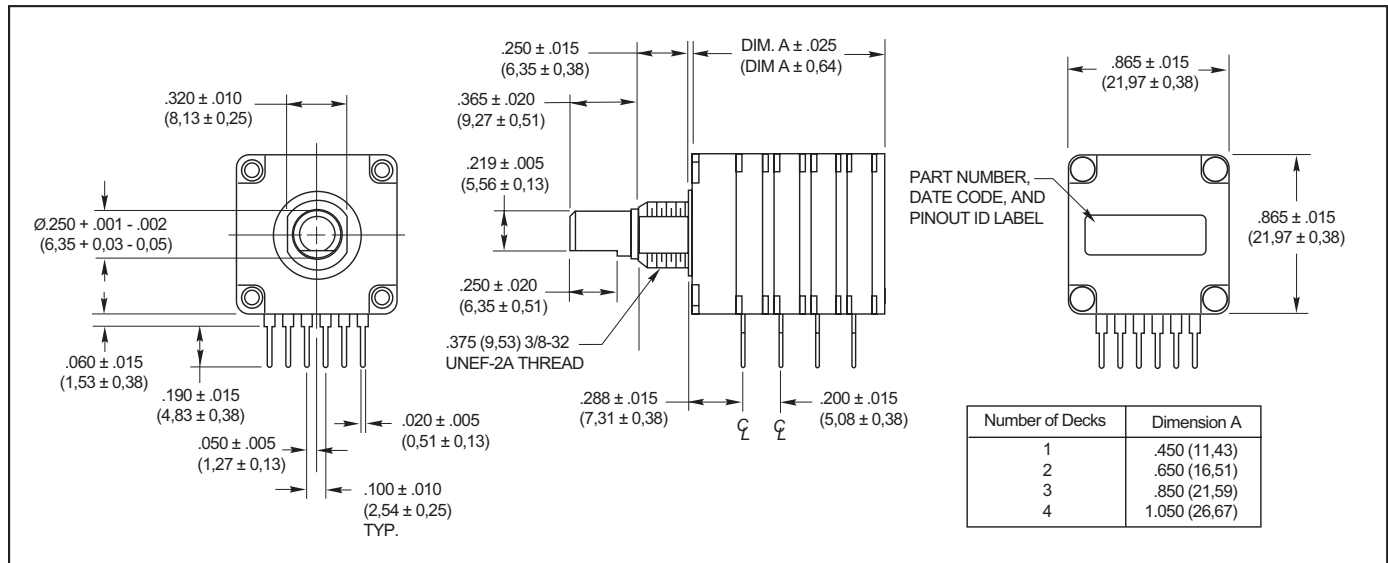 .320 ± .010
(8,13 ± 0,25)
Ø.250 + .001 - .002
(6,35 + 0,03 - 0,05)
.060 ± .015
(1,53 ± 0,38)
.190 ± .015
(4,83 ± 0,38)
.050 ± .005
(1,27 ± 0,13)
.020 ± .005
(0,51 ± 0,13)
.100 ± .010
(2,54 ± 0,25)
TYP.
.250 ± .015
(6,35 ± 0,38)
DIM. A ± .025
(DIM A ± 0,64)
.365 ± .020
(9,27 ± 0,51)
.219 ± .005
(5,56 ± 0,13)
.250 ± .020
(6,35 ± 0,51)
.375 (9,53) 3/8-32
UNEF-2A THREAD
.288 ± .015
(7,31 ± 0,38)
℄ ℄
.200 ± .015
(5,08 ± 0,38)
.865 ± .015
(21,97 ± 0,38)
PART NUMBER,
DATE CODE, AND
PINOUT ID LABEL
.865 ± .015
(21,97 ± 0,38)
Number of Decks Dimension A
1 .450 (11,43)
2 .650 (16,51)
3 .850 (21,59)
4 1.050 (26,67)